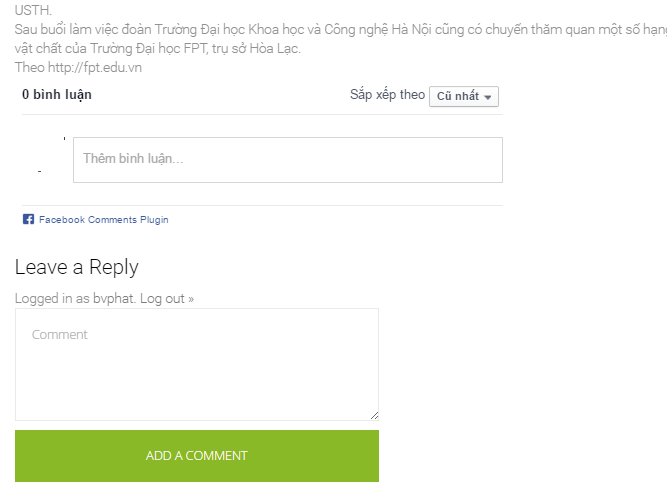 USTH.
Sau buổi làm việc đoàn Trường Đại học Khoa học và Công nghệ Hà Nội cũng có chuyến thăm quan một số hạng
vật chất của Trường Đại học FPT, trụ sở Hòa Lạc.
Theo http://fpt.edu.vn
0 bình luận
Sắp xếp theo Cũ nhất
Thêm bình luận...
Facebook Comments Plugin
Leave a Reply
Logged in as bvphat. Log out »
Comment
ADD A COMMENT